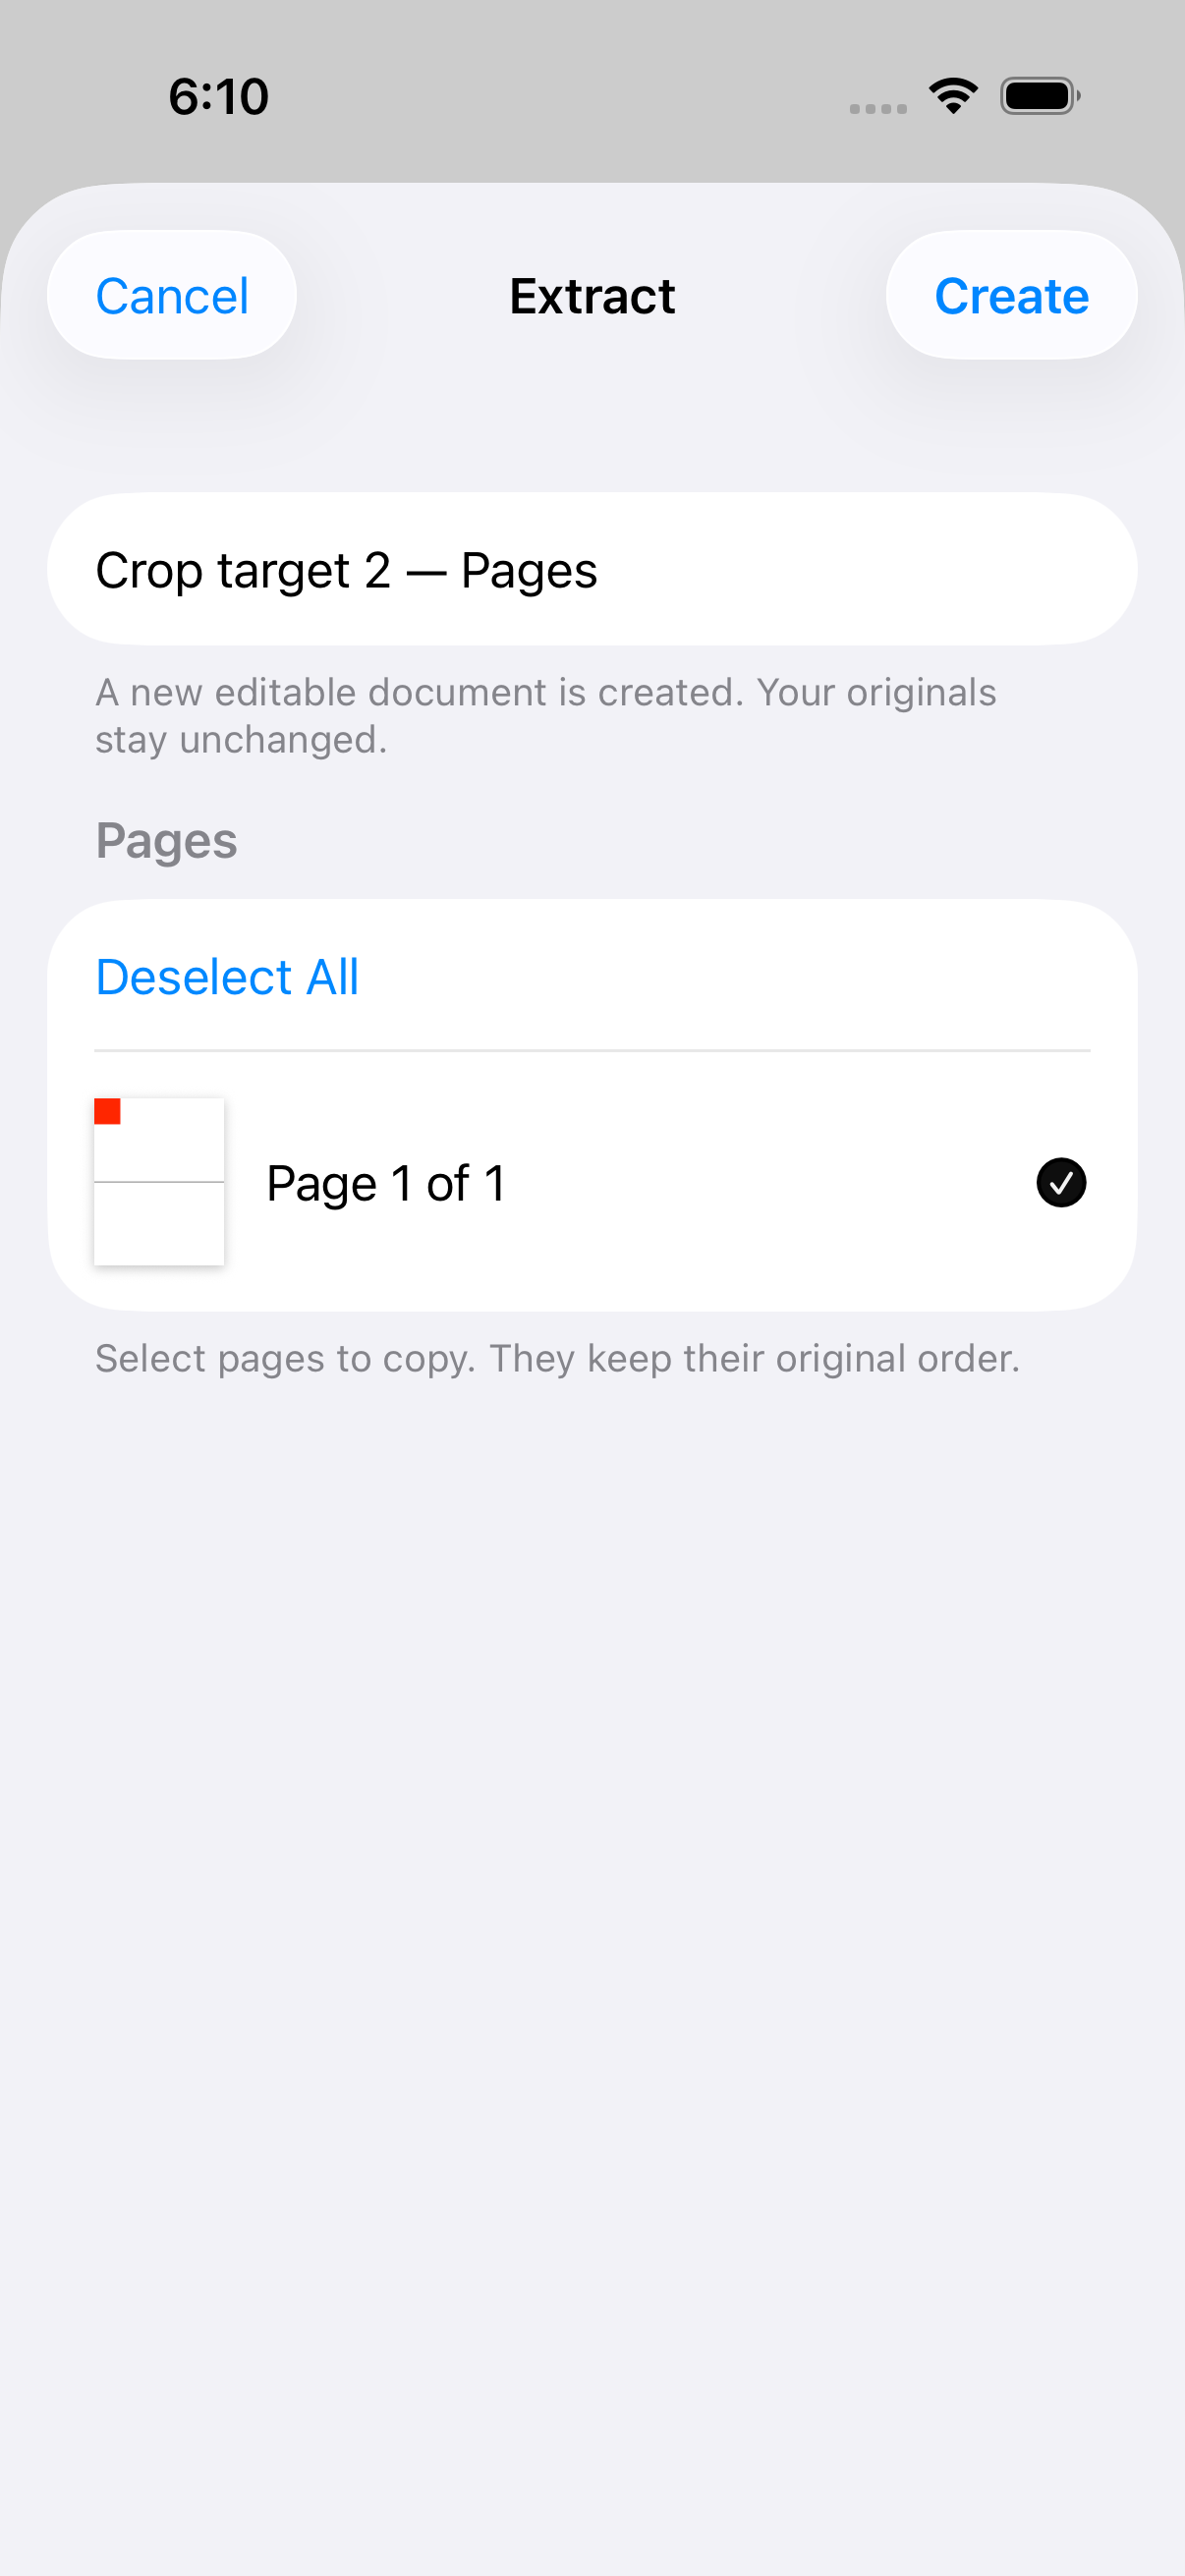 6:10
Cancel
Extract
Create
Crop target 2 — Pages
A new editable document is created. Your originals
stay unchanged.
Pages
Deselect All
Page 1 of 1
Select pages to copy. They keep their original order.